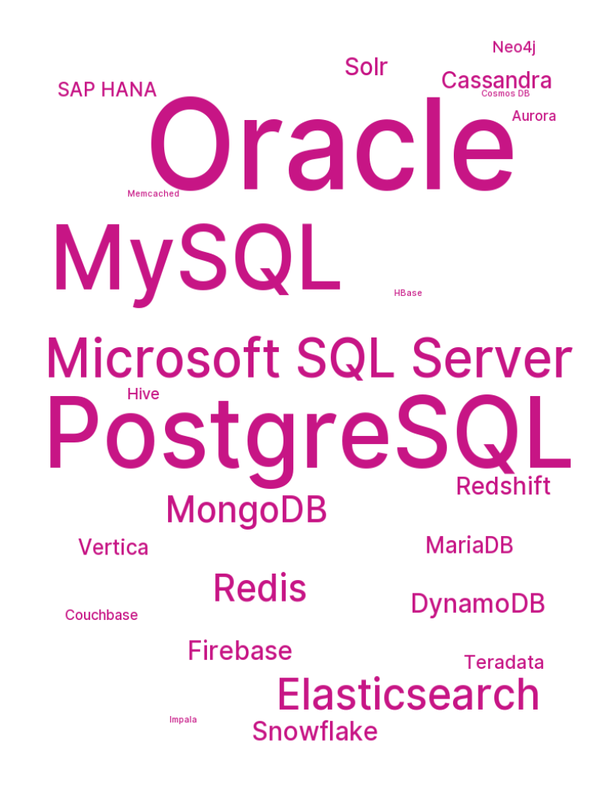 Neo4j
Solr
Cassandra
SAP HANA
Cosmos DB
Aurora
Oracle
Memcached
MySQL
HBase
Microsoft SQL Server
Hive
PostgreSQL
Redshift
MongoDB
MariaDB
Vertica
Redis
DynamoDB
Couchbase
Firebase
Teradata
Elasticsearch
Impala
Snowflake